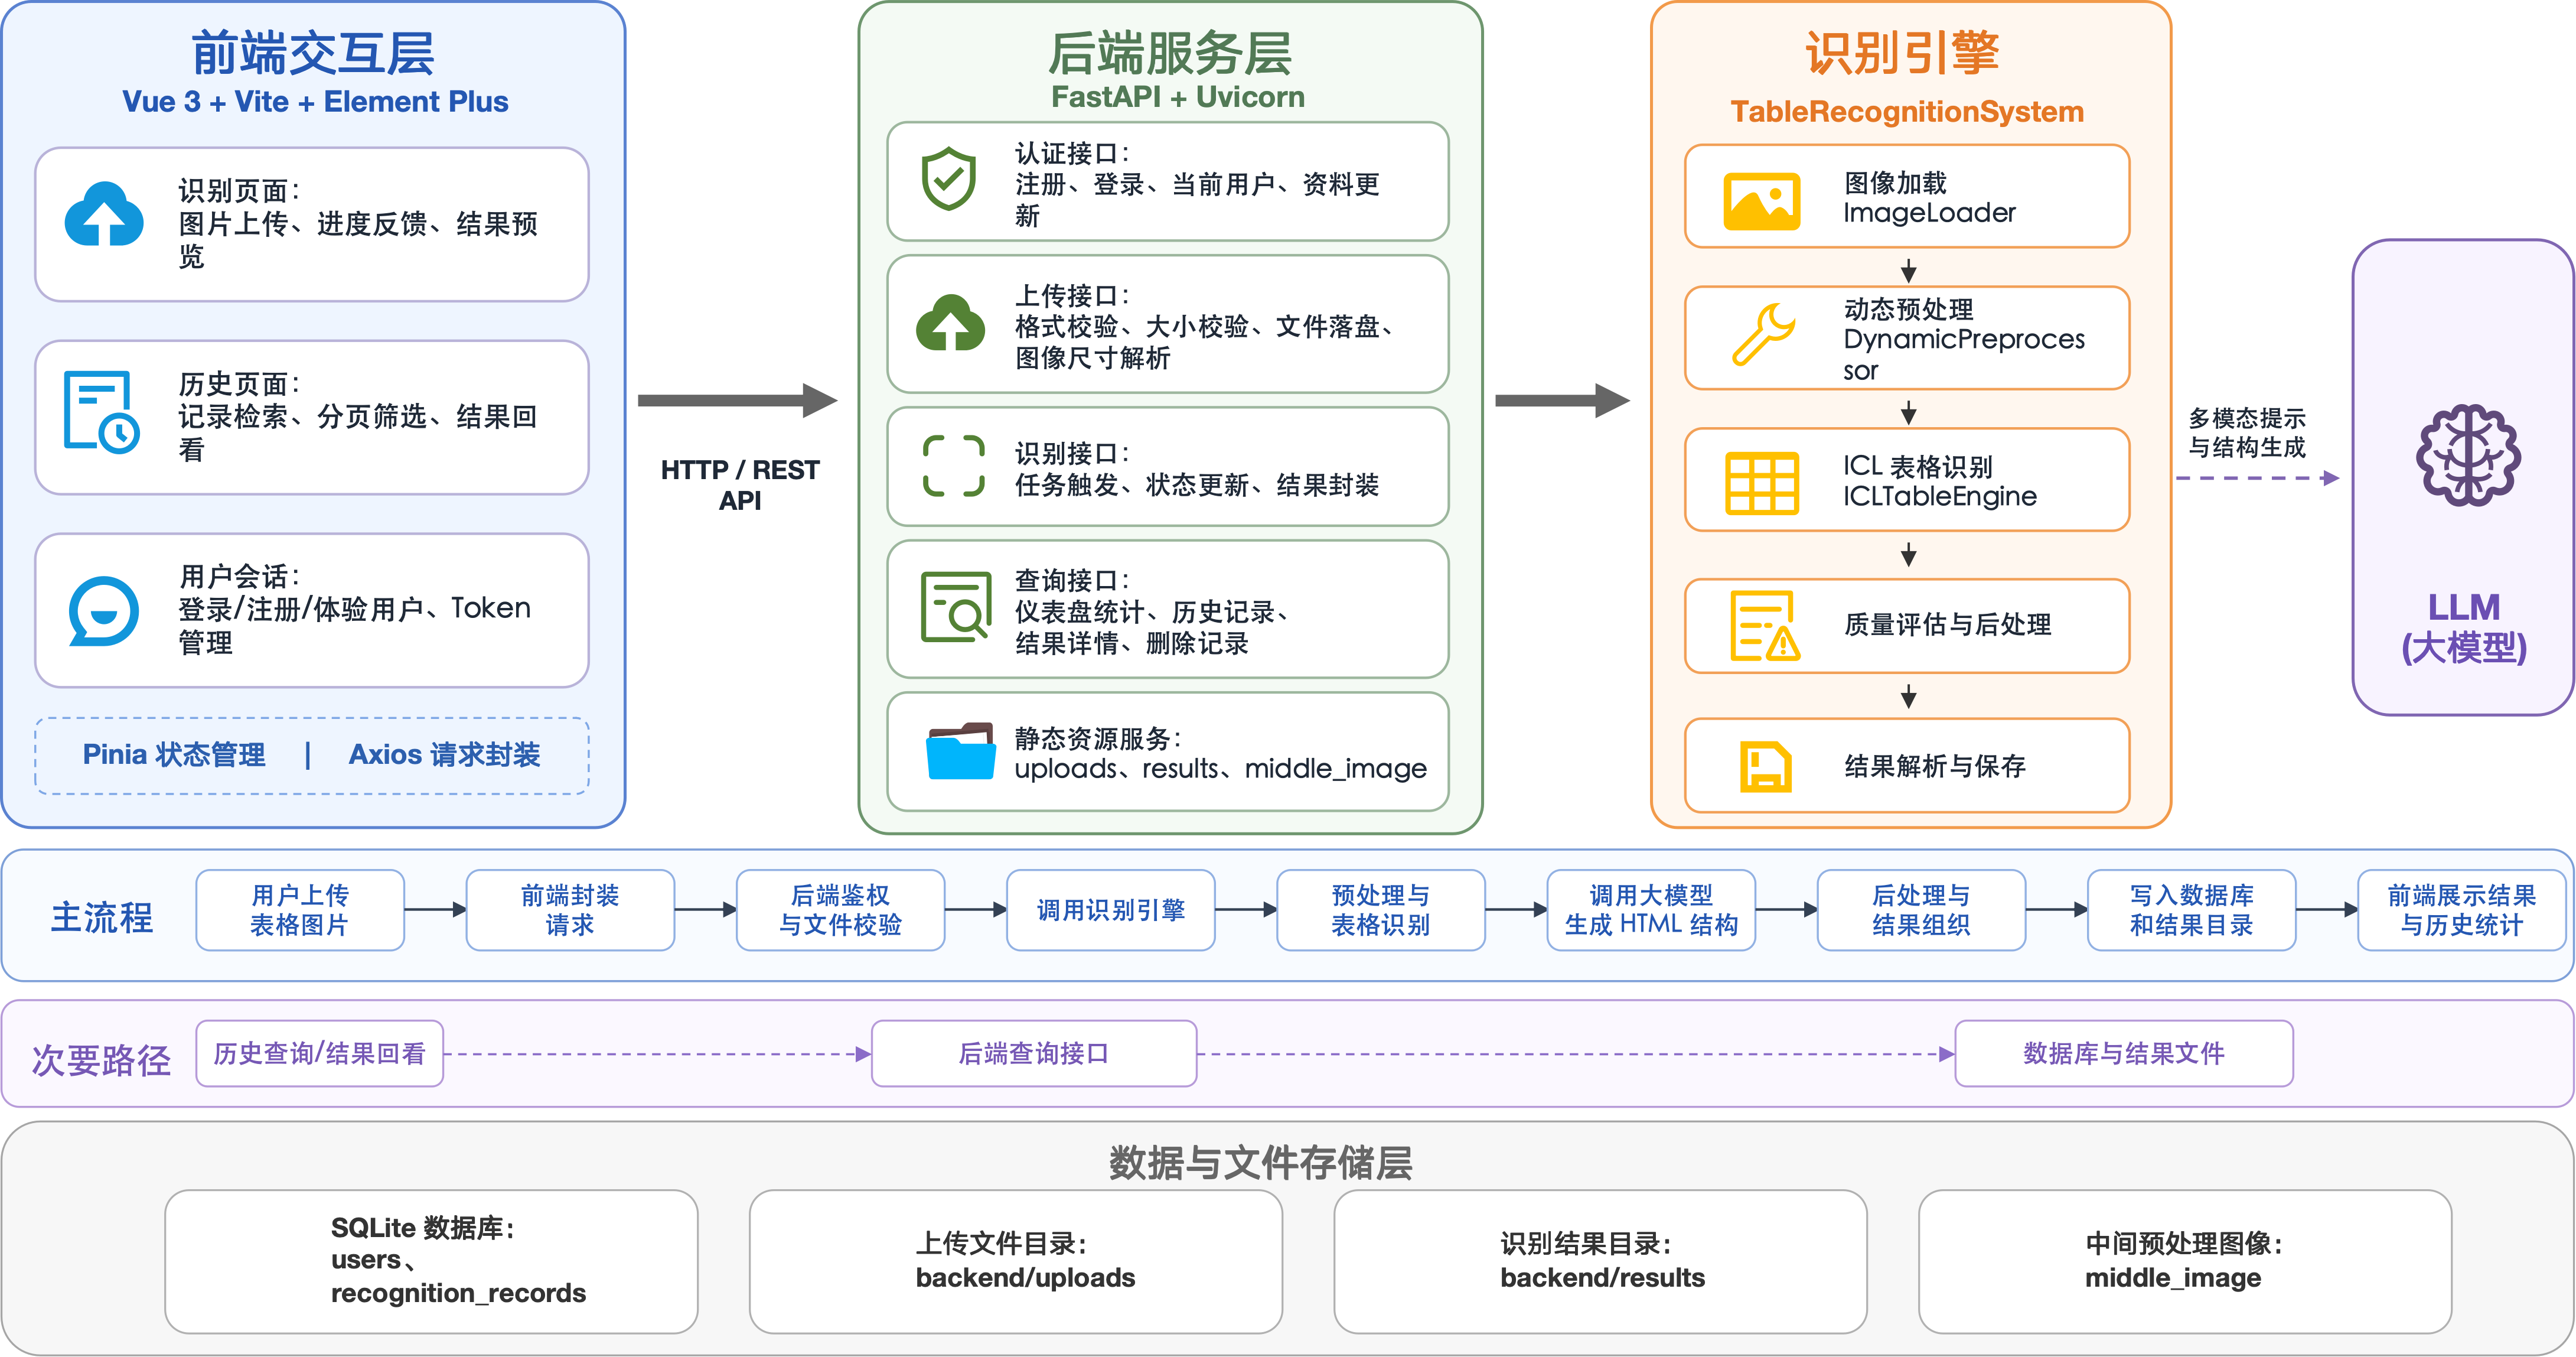 前端交互层
Vue 3 + Vite + Element Plus
识别页面：
图片上传、进度反馈、结果预
览
历史页面：
记录检索、分页筛选、结果回
看
用户会话：
登录/注册/体验用户、Token
管理
Pinia 状态管理 | Axios 请求封装
HTTP / REST
API
后端服务层
FastAPI + Uvicorn
认证接口：
注册、登录、当前用户、资料更
新
上传接口：
格式校验、大小校验、文件落盘、
图像尺寸解析
识别接口：
任务触发、状态更新、结果封装
查询接口：
仪表盘统计、历史记录、
结果详情、删除记录
静态资源服务：
uploads、results、middle_image
识别引擎
TableRecognitionSystem
图像加载
ImageLoader
动态预处理
DynamicPreproces
sor
ICL 表格识别
ICLTableEngine
质量评估与后处理
结果解析与保存
多模态提示
与结构生成
LLM
(大模型)
主流程
用户上传
表格图片
前端封装
请求
后端鉴权
与文件校验
调用识别引擎
预处理与
表格识别
调用大模型
生成 HTML 结构
后处理与
结果组织
写入数据库
和结果目录
前端展示结果
与历史统计
次要路径
历史查询/结果回看
后端查询接口
数据库与结果文件
数据与文件存储层
SQLite 数据库：
users、
recognition_records
上传文件目录：
backend/uploads
识别结果目录：
backend/results
中间预处理图像：
middle_image